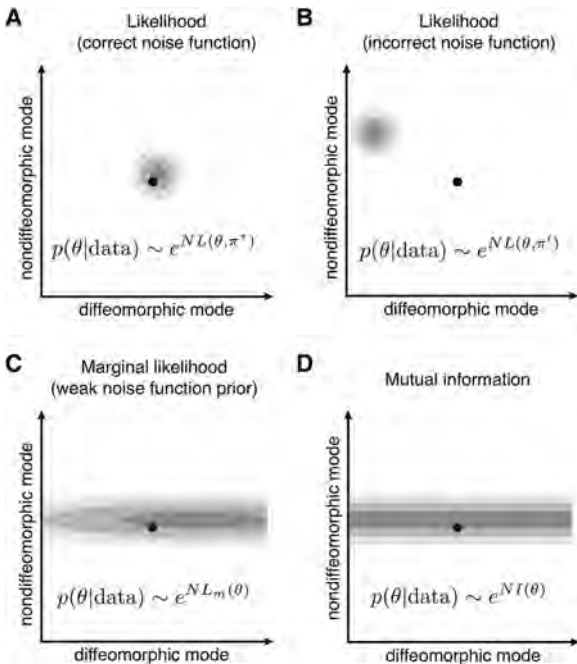 A
Likelihood
(correct noise function)
nondiffeomorphic mode
p(θ|data) ∼ e^{NL(θ,π*)}
diffeomorphic mode
B
Likelihood
(incorrect noise function)
nondiffeomorphic mode
p(θ|data) ∼ e^{NL(θ,π′)}
diffeomorphic mode
C
Marginal likelihood
(weak noise function prior)
nondiffeomorphic mode
p(θ|data) ∼ e^{NL_m(θ)}
diffeomorphic mode
D
Mutual information
nondiffeomorphic mode
p(θ|data) ∼ e^{NI(θ)}
diffeomorphic mode